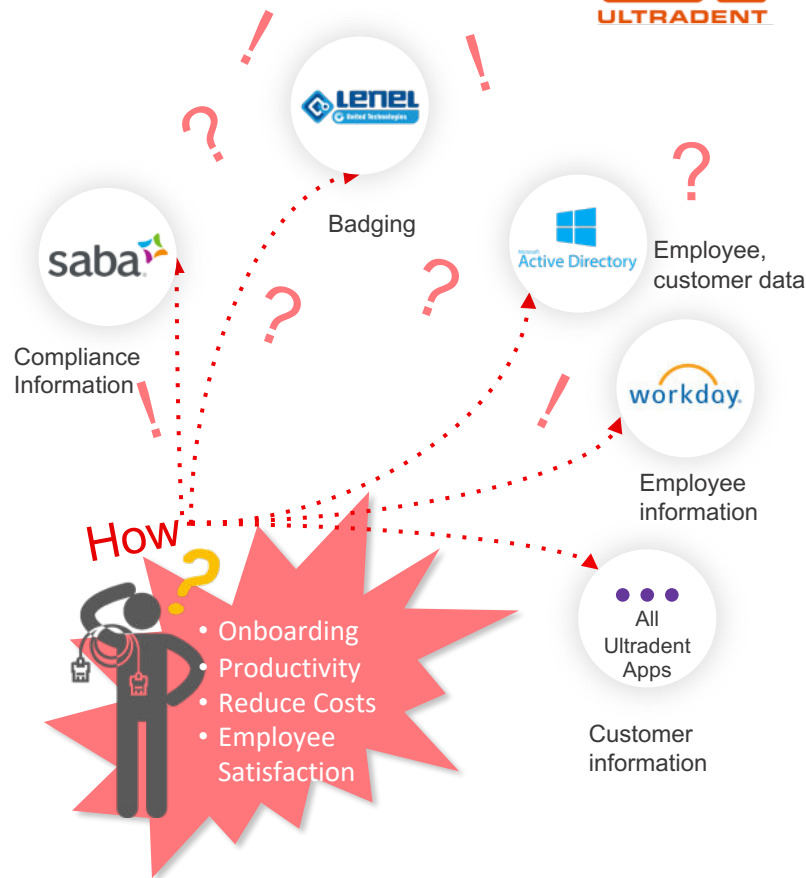 ULTRADENT
!
!
?
LENEL
United Technologies
Badging
?
Microsoft
Active Directory
Employee,
customer data
saba
Compliance
Information
?
?
!
!
workday.
Employee
information
How
?
• Onboarding
• Productivity
• Reduce Costs
• Employee
Satisfaction
All
Ultradent
Apps
Customer
information